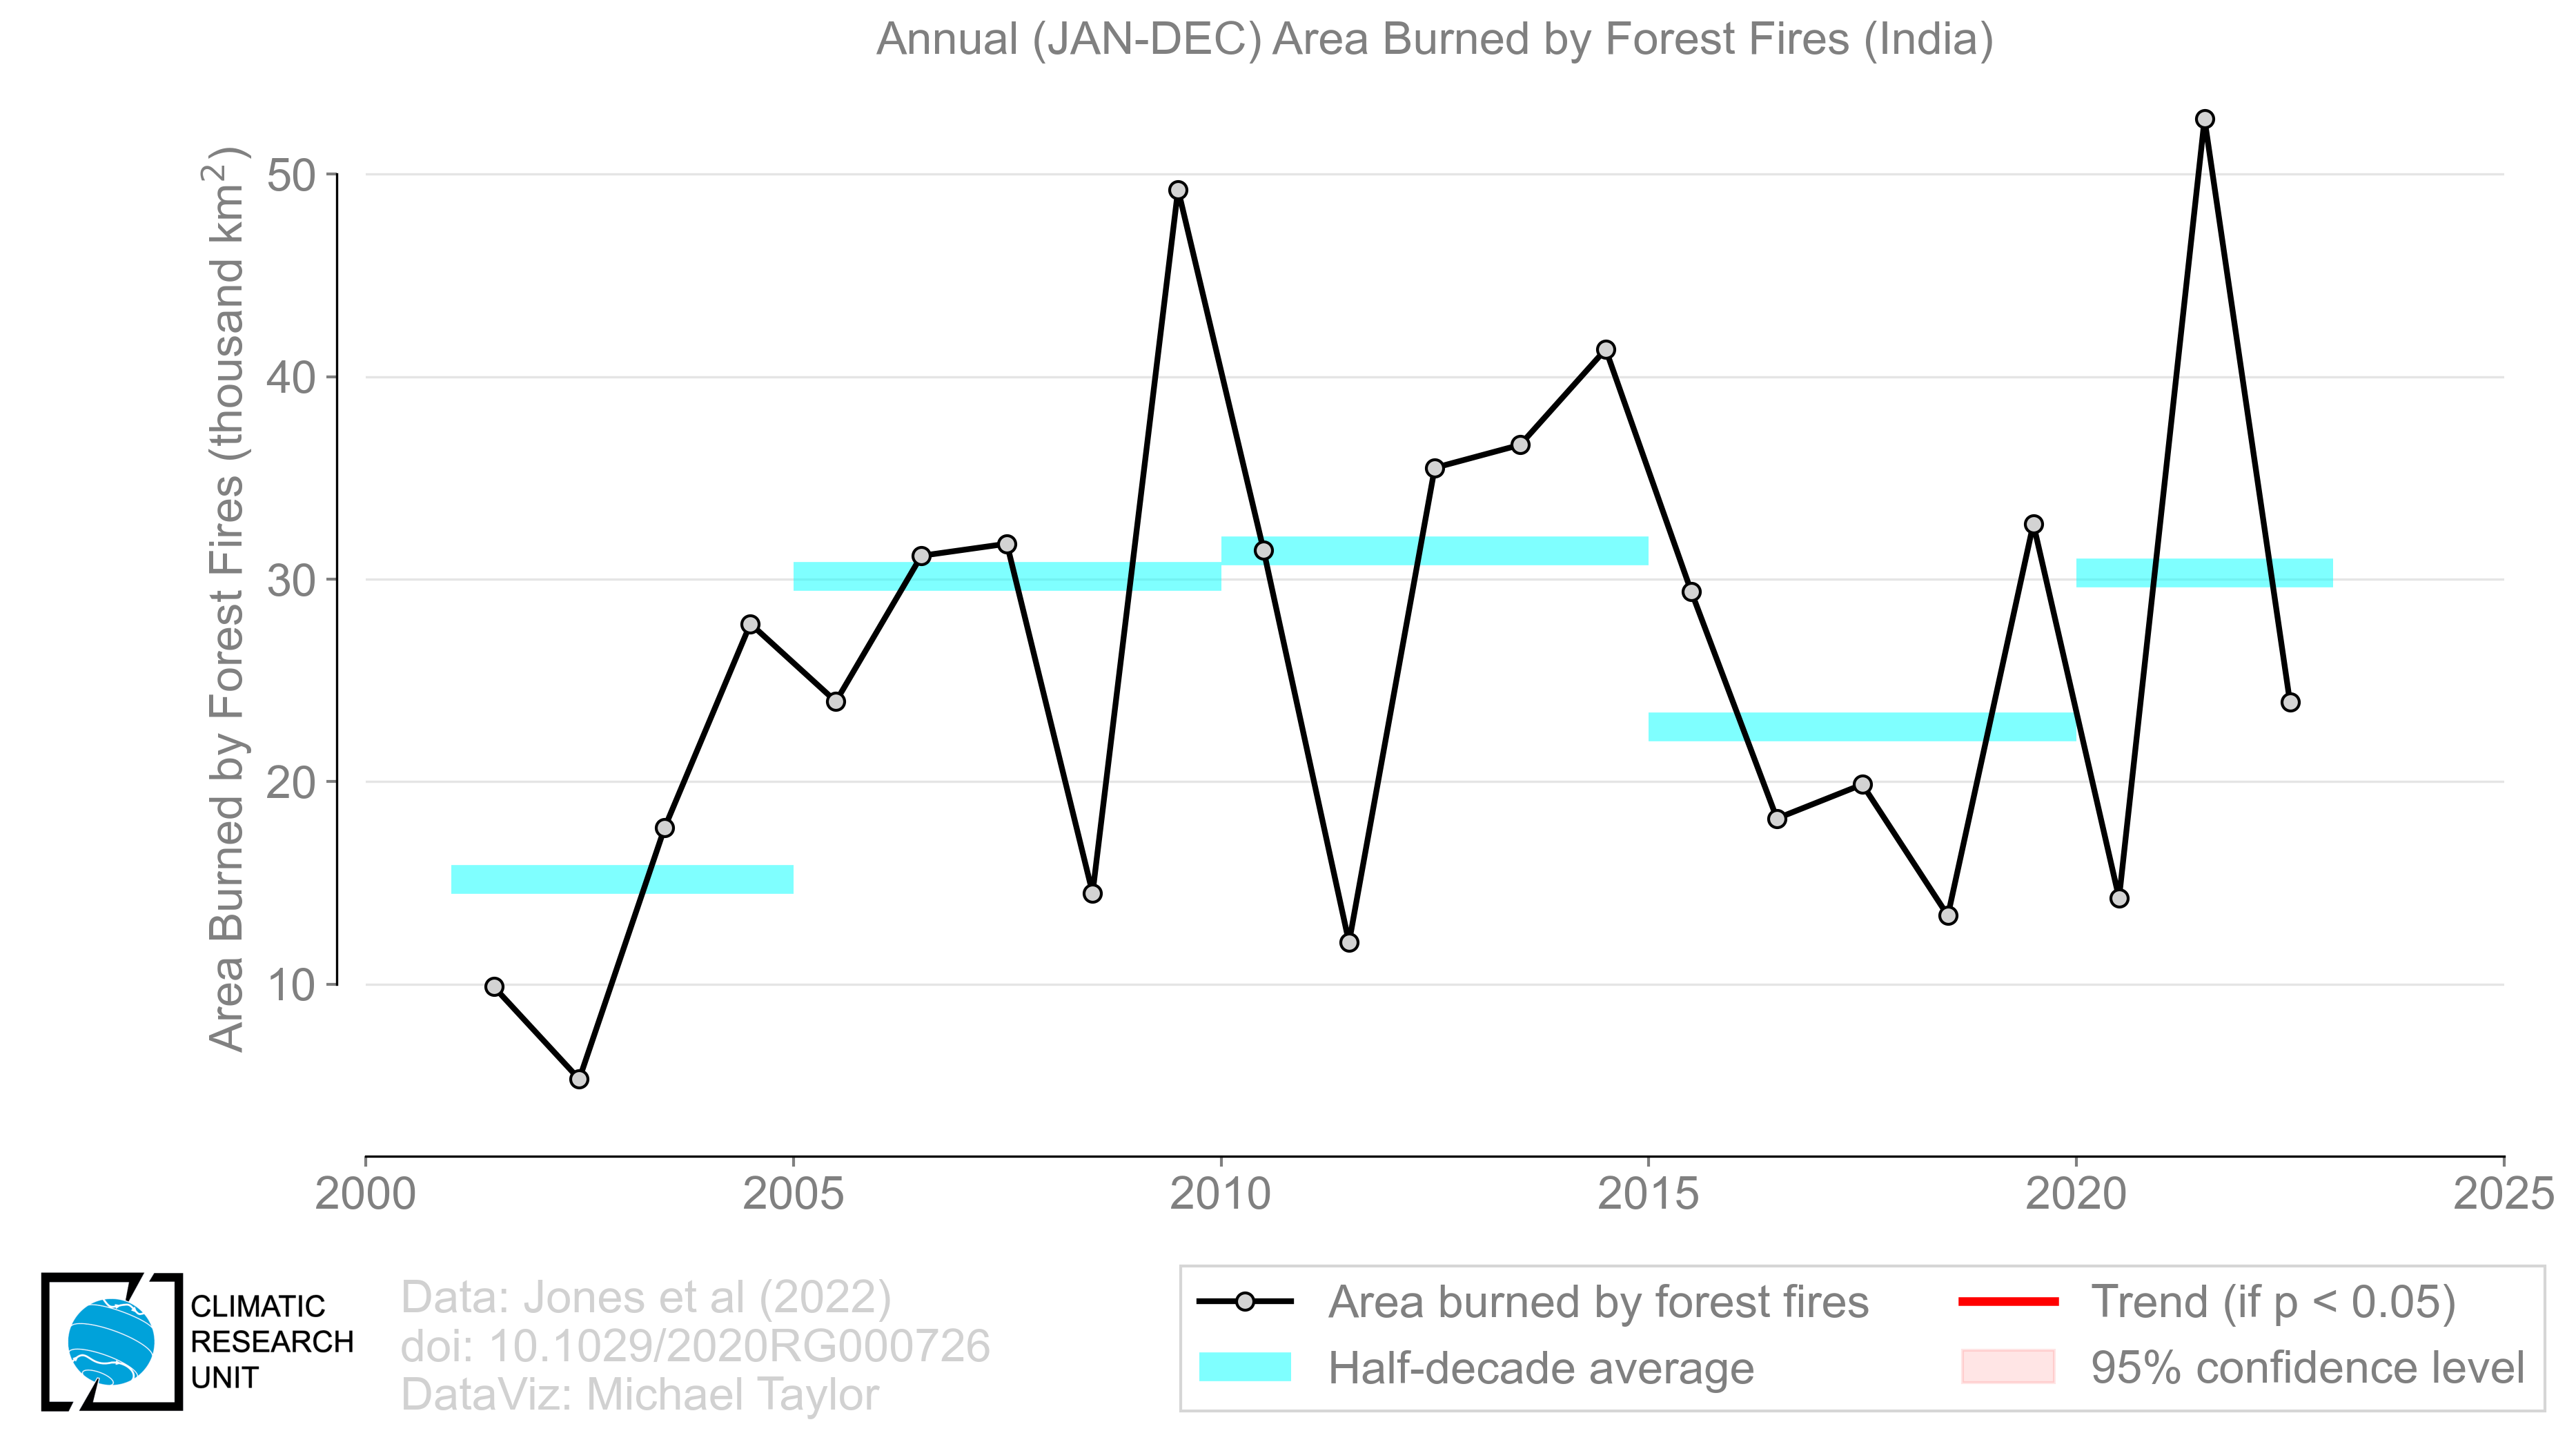 Annual (JAN-DEC) Area Burned by Forest Fires (India)
Area Burned by Forest Fires (thousand km²)
50
40
30
20
10
2000 2005 2010 2015 2020 2025
CLIMATIC
RESEARCH
UNIT
Data: Jones et al (2022)
doi: 10.1029/2020RG000726
DataViz: Michael Taylor
Area burned by forest fires
Half-decade average
Trend (if p < 0.05)
95% confidence level